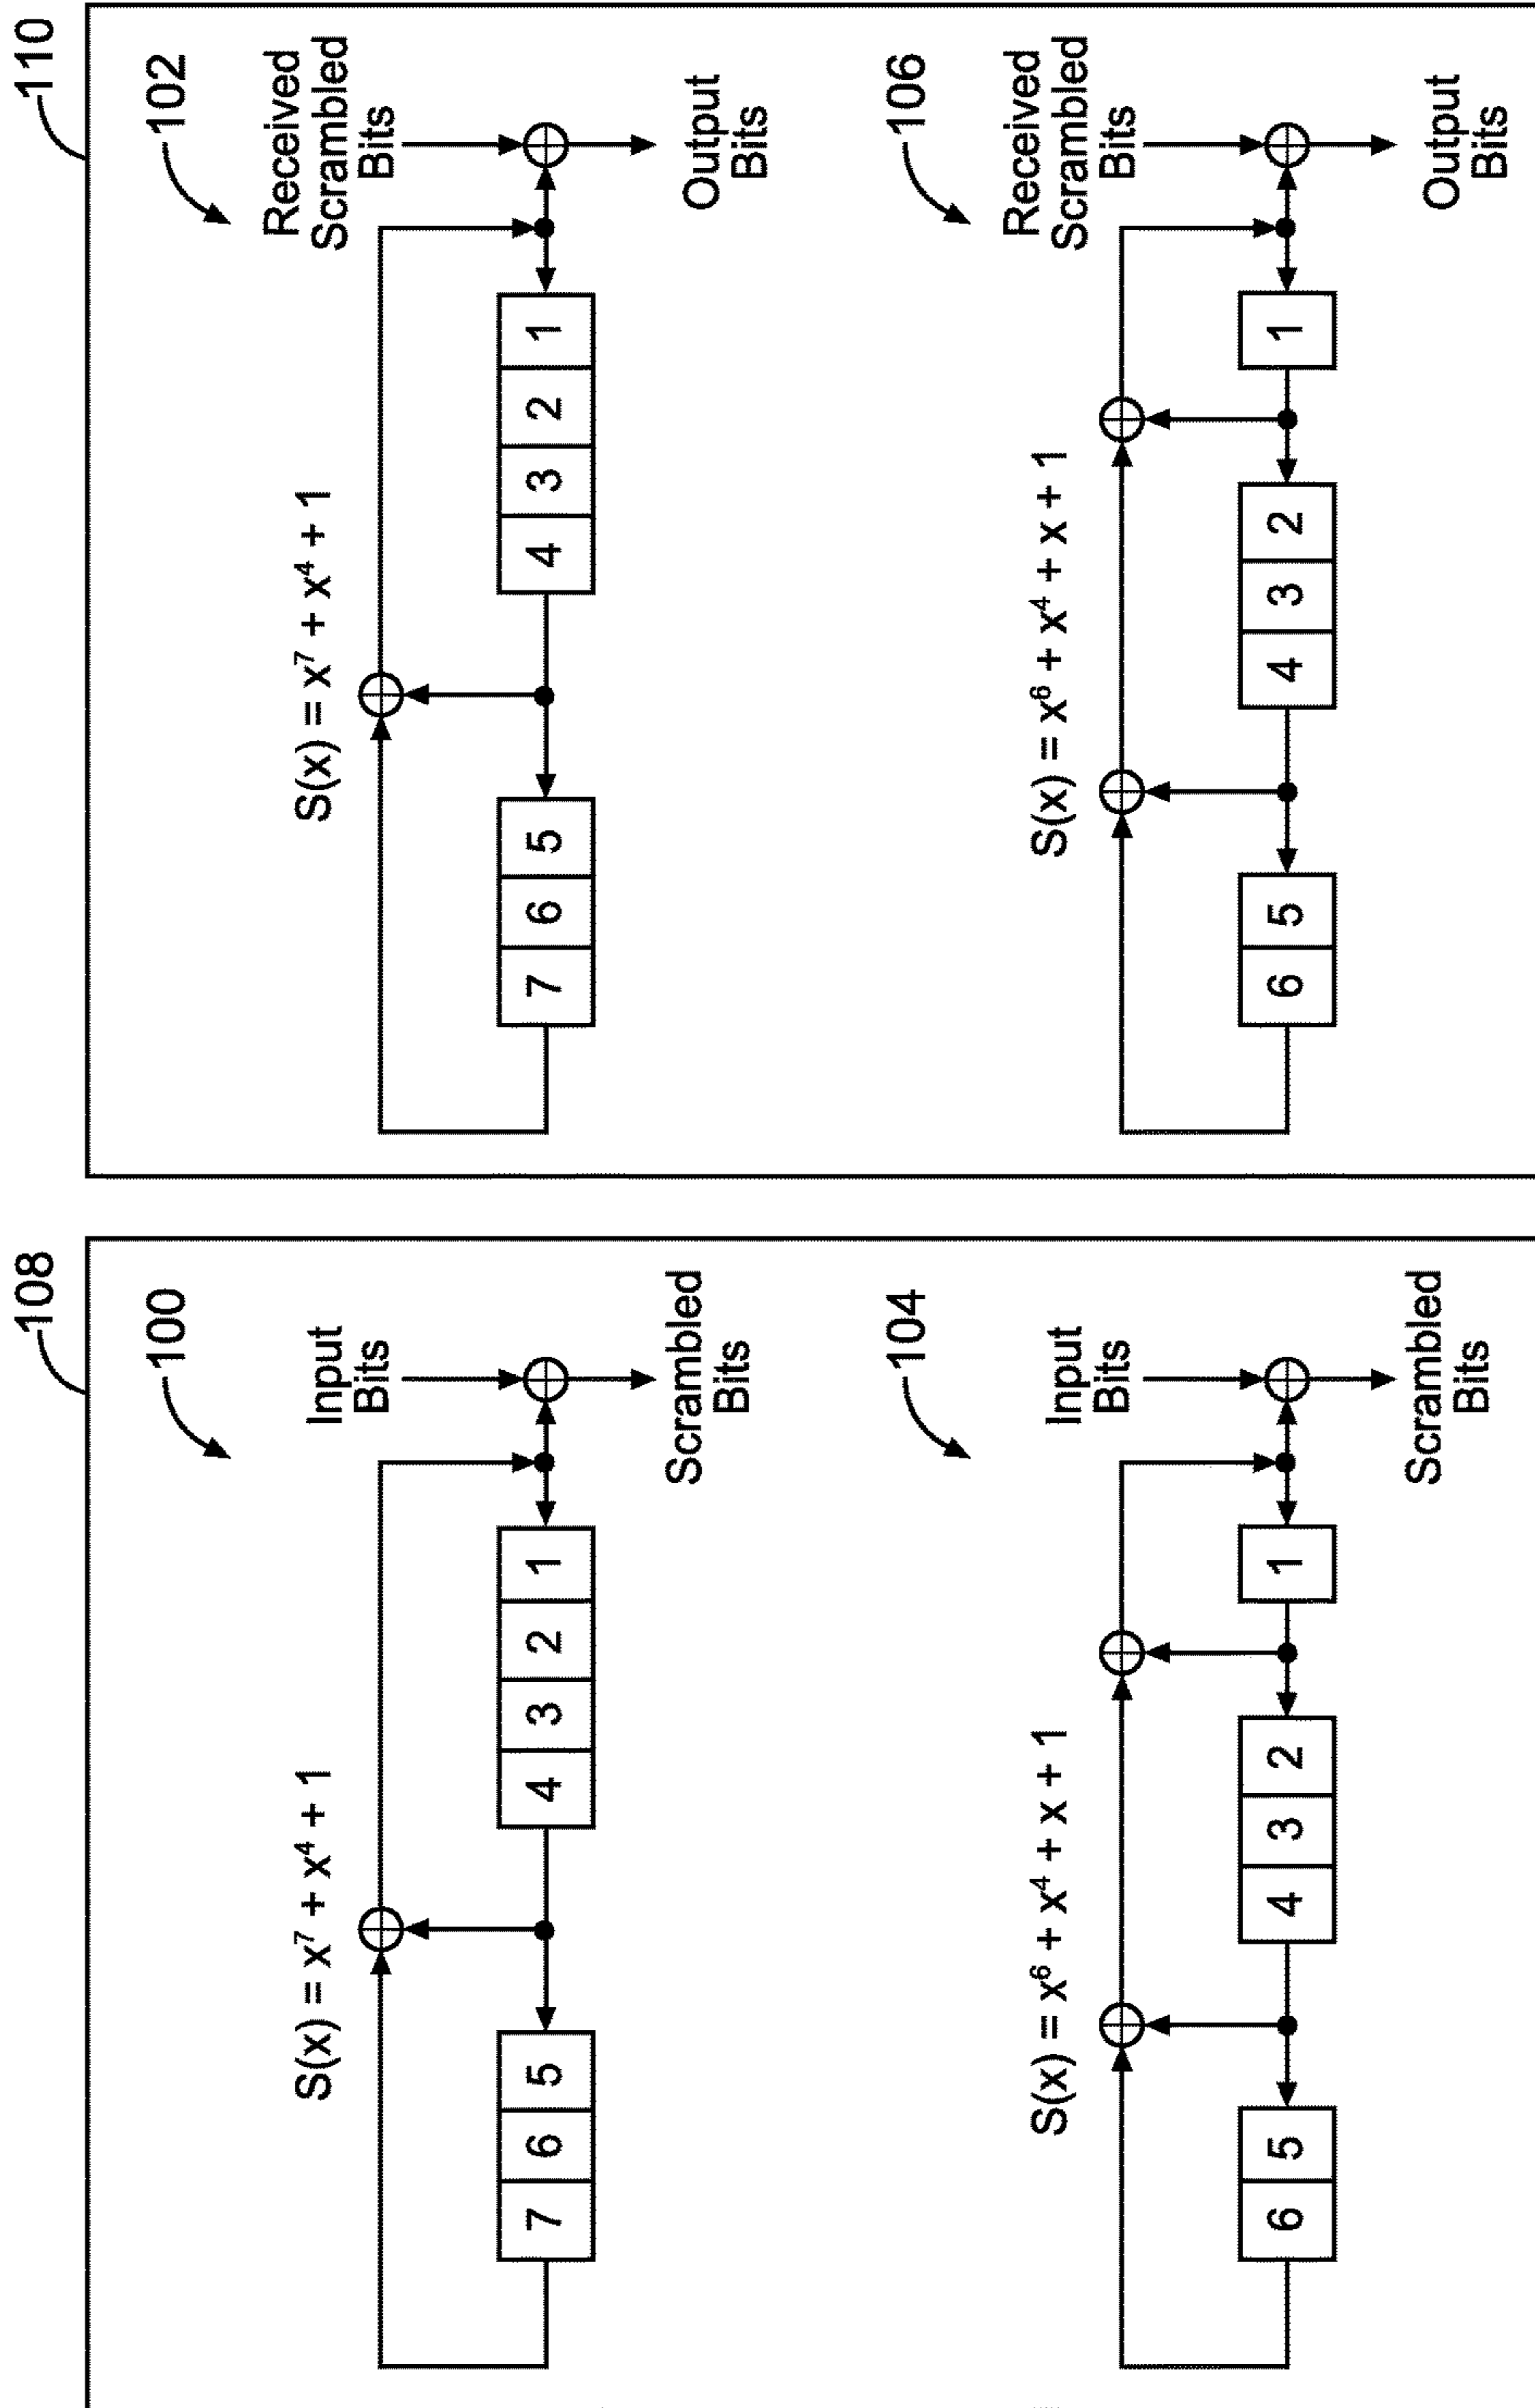 108
100
S(x) = x⁷ + x⁴ + 1
Input
Bits
7 6 5 4 3 2 1
Scrambled
Bits
104
S(x) = x⁶ + x⁴ + x + 1
Input
Bits
6 5 4 3 2 1
Scrambled
Bits
110
102
S(x) = x⁷ + x⁴ + 1
Received
Scrambled
Bits
7 6 5 4 3 2 1
Output
Bits
106
S(x) = x⁶ + x⁴ + x + 1
Received
Scrambled
Bits
6 5 4 3 2 1
Output
Bits